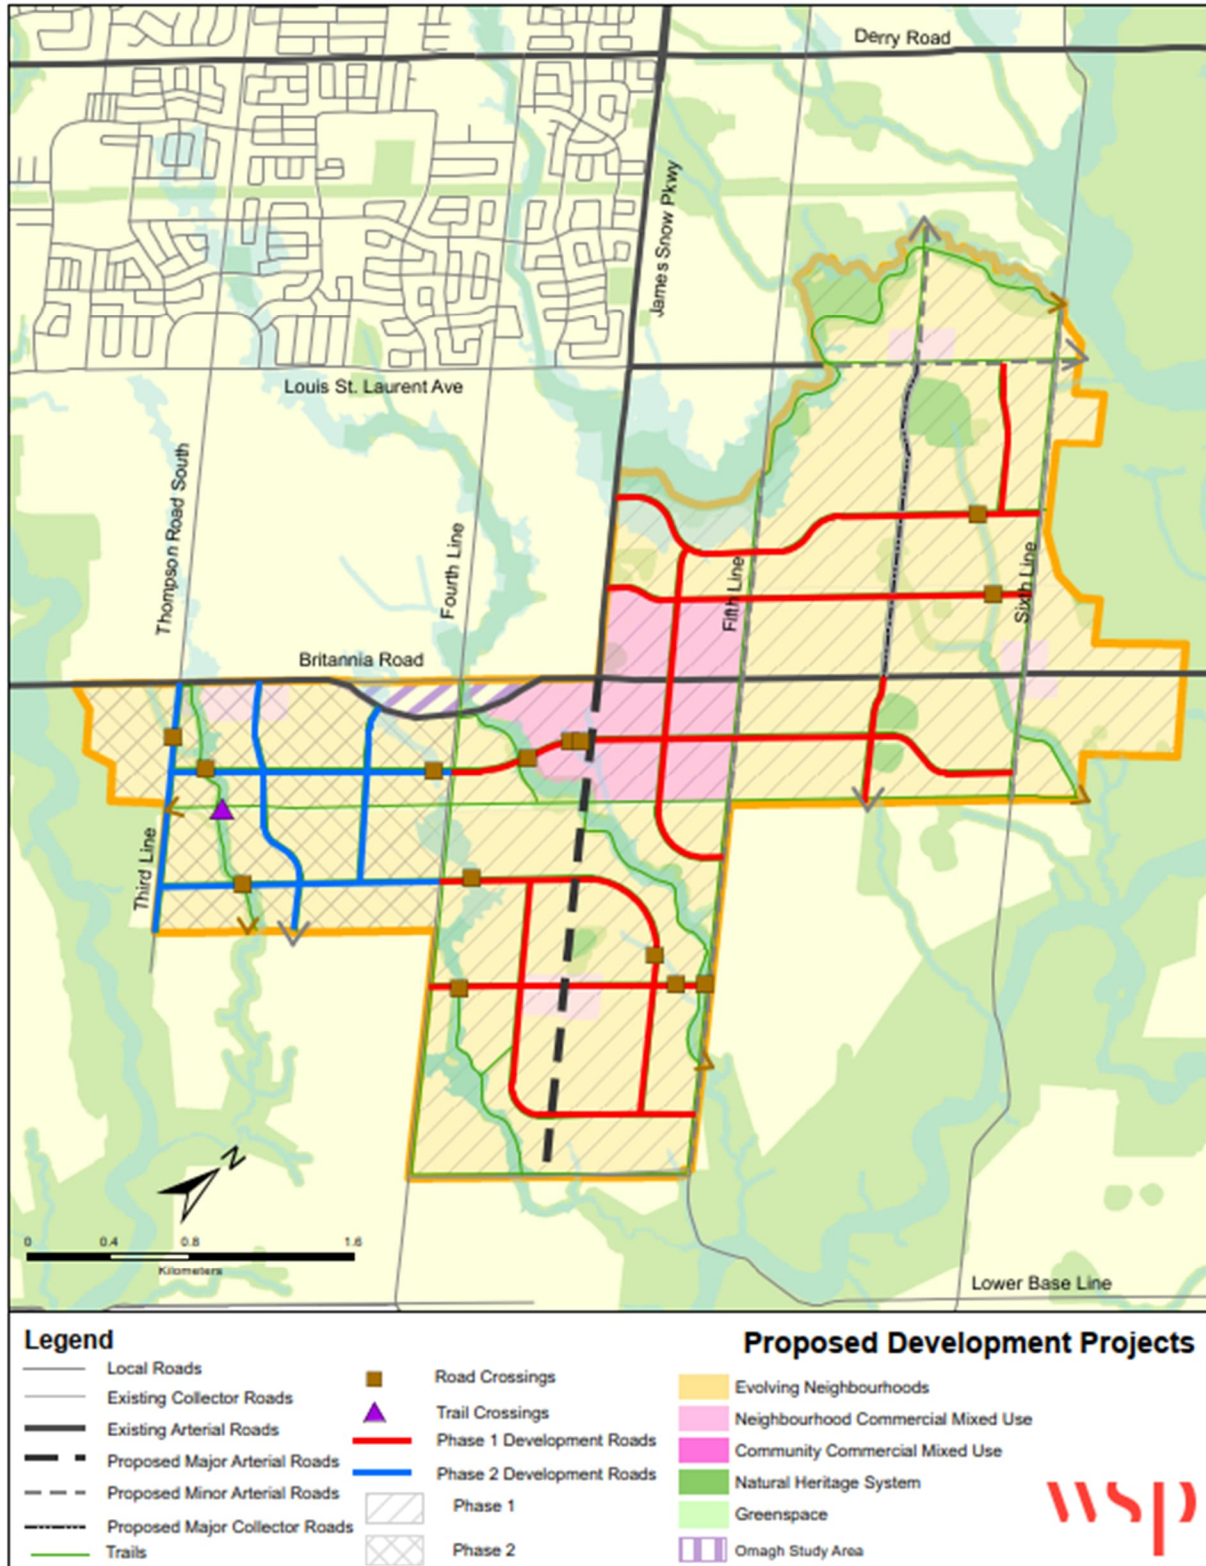 Derry Road
James Snow Pkwy
Louis St. Laurent Ave
Thompson Road South
Fourth Line
Fifth Line
Sixth Line
Britannia Road
Third Line
N
0 0.4 0.8 1.6
Kilometers
Lower Base Line
Legend
Local Roads
Existing Collector Roads
Existing Arterial Roads
Proposed Major Arterial Roads
Proposed Minor Arterial Roads
Proposed Major Collector Roads
Trails
Road Crossings
Trail Crossings
Phase 1 Development Roads
Phase 2 Development Roads
Phase 1
Phase 2
Proposed Development Projects
Evolving Neighbourhoods
Neighbourhood Commercial Mixed Use
Community Commercial Mixed Use
Natural Heritage System
Greenspace
Omagh Study Area
wsp